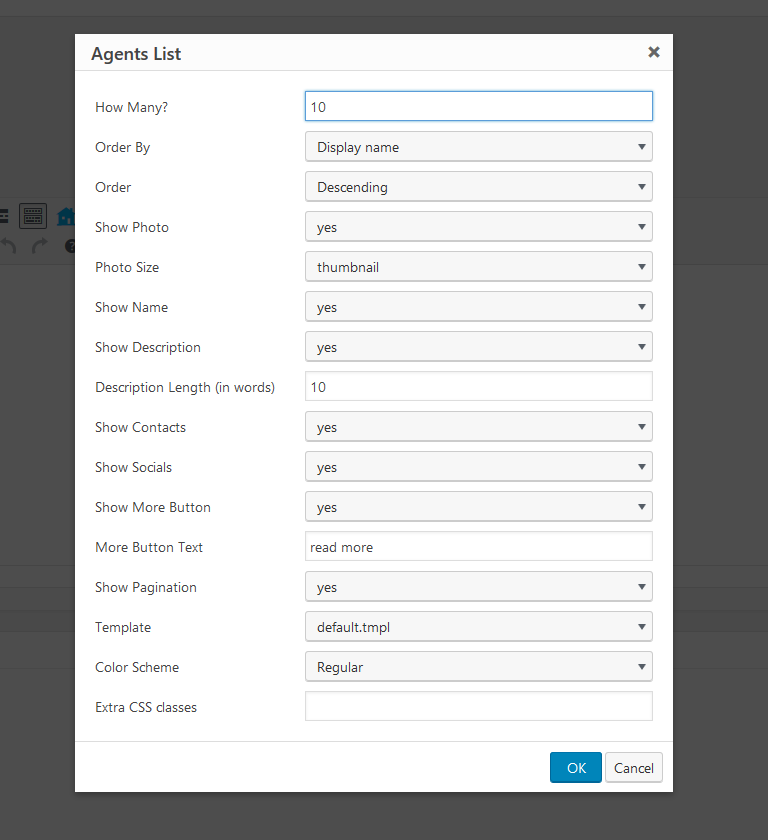 Agents List
How Many? 10
Order By Display name
Order Descending
Show Photo yes
Photo Size thumbnail
Show Name yes
Show Description yes
Description Length (in words) 10
Show Contacts yes
Show Socials yes
Show More Button yes
More Button Text read more
Show Pagination yes
Template default.tmpl
Color Scheme Regular
Extra CSS classes
OK Cancel